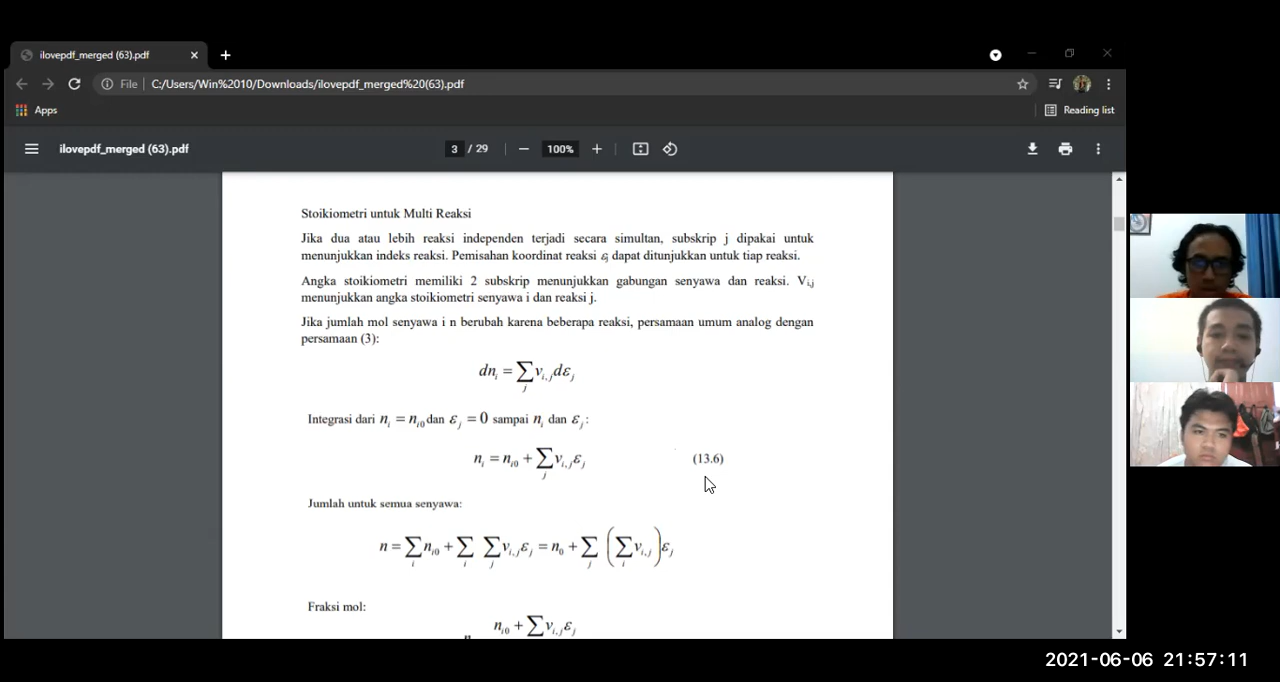 ilovepdf_merged (63).pdf
File | C:/Users/Win%2010/Downloads/ilovepdf_merged%20(63).pdf
Apps
Reading list
ilovepdf_merged (63).pdf
3 / 29
100%
Stoikiometri untuk Multi Reaksi
Jika dua atau lebih reaksi independen terjadi secara simultan, subskrip j dipakai untuk
menunjukkan indeks reaksi. Pemisahan koordinat reaksi εj dapat ditunjukkan untuk tiap reaksi.
Angka stoikiometri memiliki 2 subskrip menunjukkan gabungan senyawa dan reaksi. Vi,j
menunjukkan angka stoikiometri senyawa i dan reaksi j.
Jika jumlah mol senyawa i n berubah karena beberapa reaksi, persamaan umum analog dengan
persamaan (3):
dni = ∑j vi,j dεj
Integrasi dari ni = ni0 dan εj = 0 sampai ni dan εj:
ni = ni0 + ∑j vi,j εj (13.6)
Jumlah untuk semua senyawa:
n = ∑i ni0 + ∑i ∑j vi,j εj = n0 + ∑j (∑i vi,j) εj
Fraksi mol:
ni0 + ∑ vi,j εj
2021-06-06 21:57:11